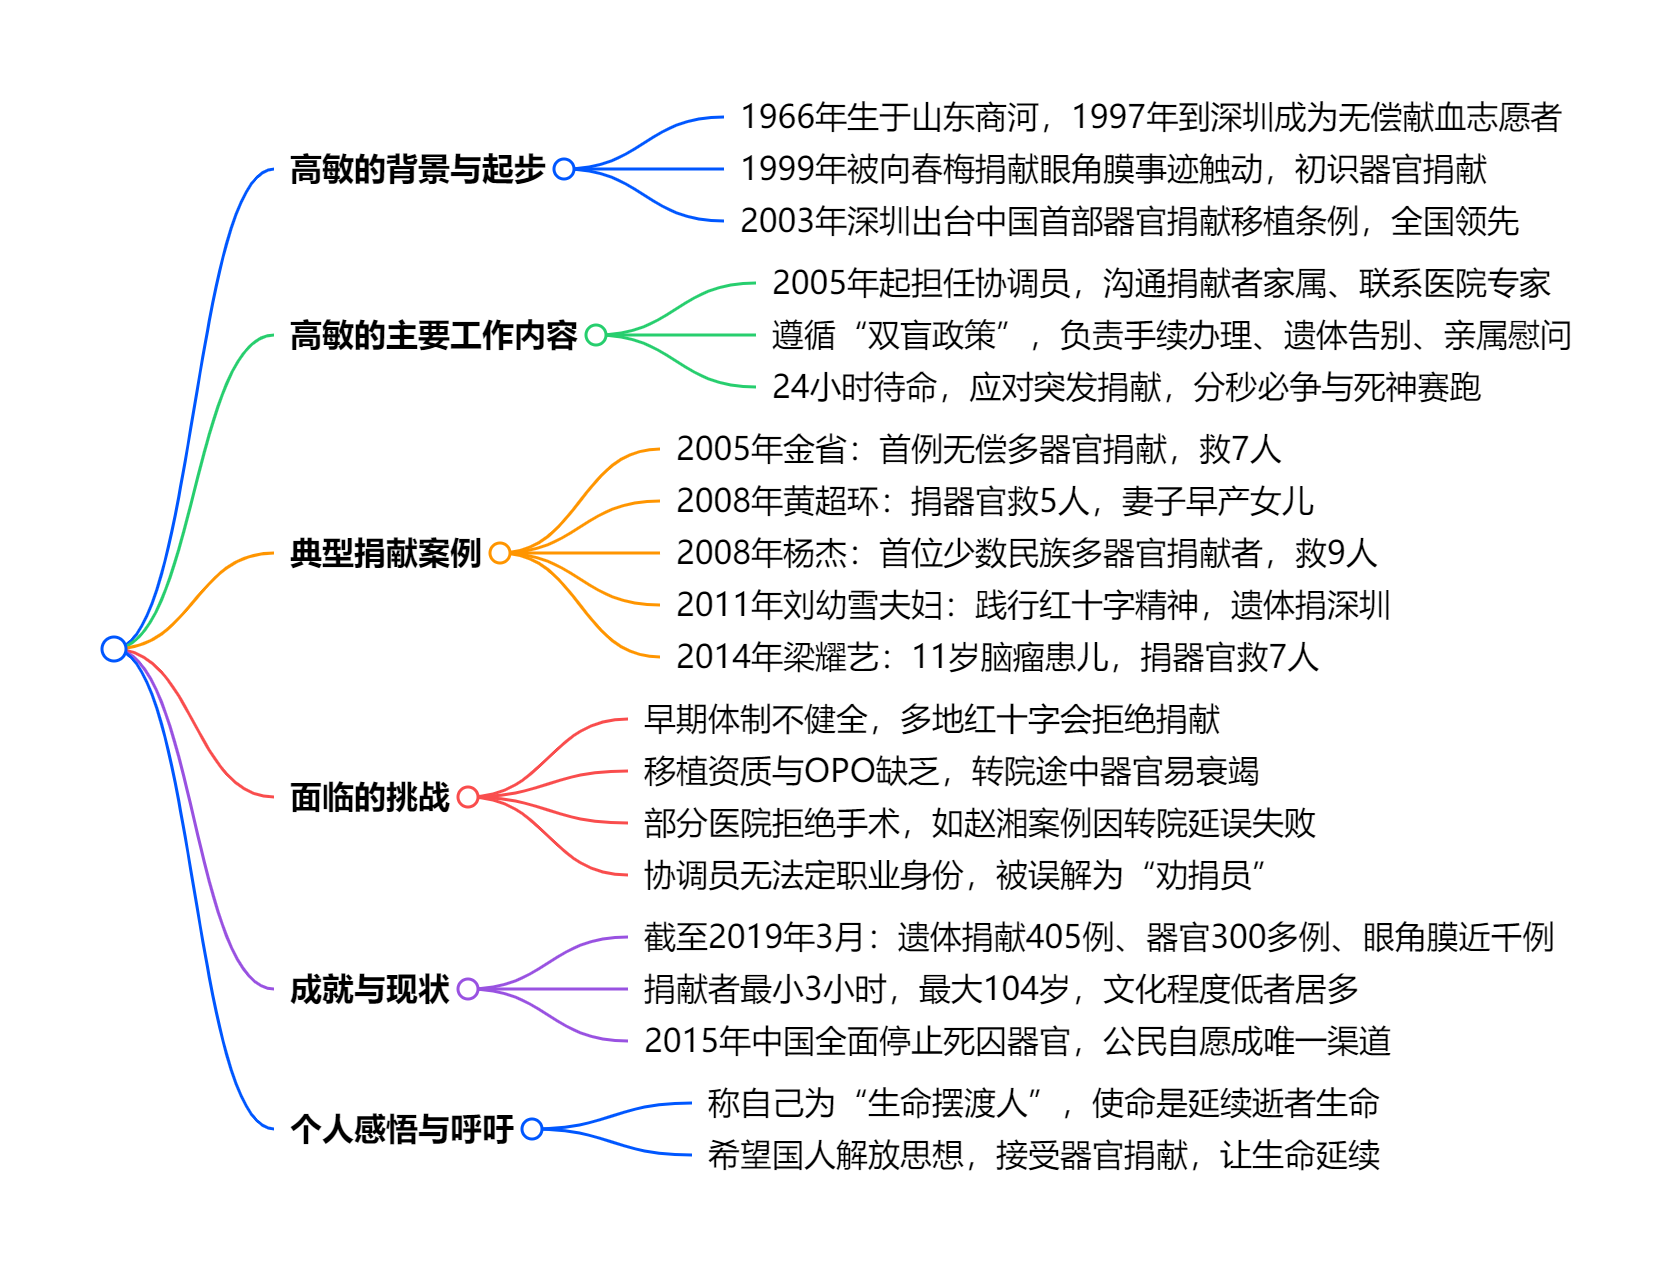 高敏的背景与起步
1966年生于山东商河，1997年到深圳成为无偿献血志愿者
1999年被向春梅捐献眼角膜事迹触动，初识器官捐献
2003年深圳出台中国首部器官捐献移植条例，全国领先
高敏的主要工作内容
2005年起担任协调员，沟通捐献者家属、联系医院专家
遵循“双盲政策”，负责手续办理、遗体告别、亲属慰问
24小时待命，应对突发捐献，分秒必争与死神赛跑
典型捐献案例
2005年金省：首例无偿多器官捐献，救7人
2008年黄超环：捐器官救5人，妻子早产女儿
2008年杨杰：首位少数民族多器官捐献者，救9人
2011年刘幼雪夫妇：践行红十字精神，遗体捐深圳
2014年梁耀艺：11岁脑瘤患儿，捐器官救7人
面临的挑战
早期体制不健全，多地红十字会拒绝捐献
移植资质与OPO缺乏，转院途中器官易衰竭
部分医院拒绝手术，如赵湘案例因转院延误失败
协调员无法定职业身份，被误解为“劝捐员”
成就与现状
截至2019年3月：遗体捐献405例、器官300多例、眼角膜近千例
捐献者最小3小时，最大104岁，文化程度低者居多
2015年中国全面停止死囚器官，公民自愿成唯一渠道
个人感悟与呼吁
称自己为“生命摆渡人”，使命是延续逝者生命
希望国人解放思想，接受器官捐献，让生命延续